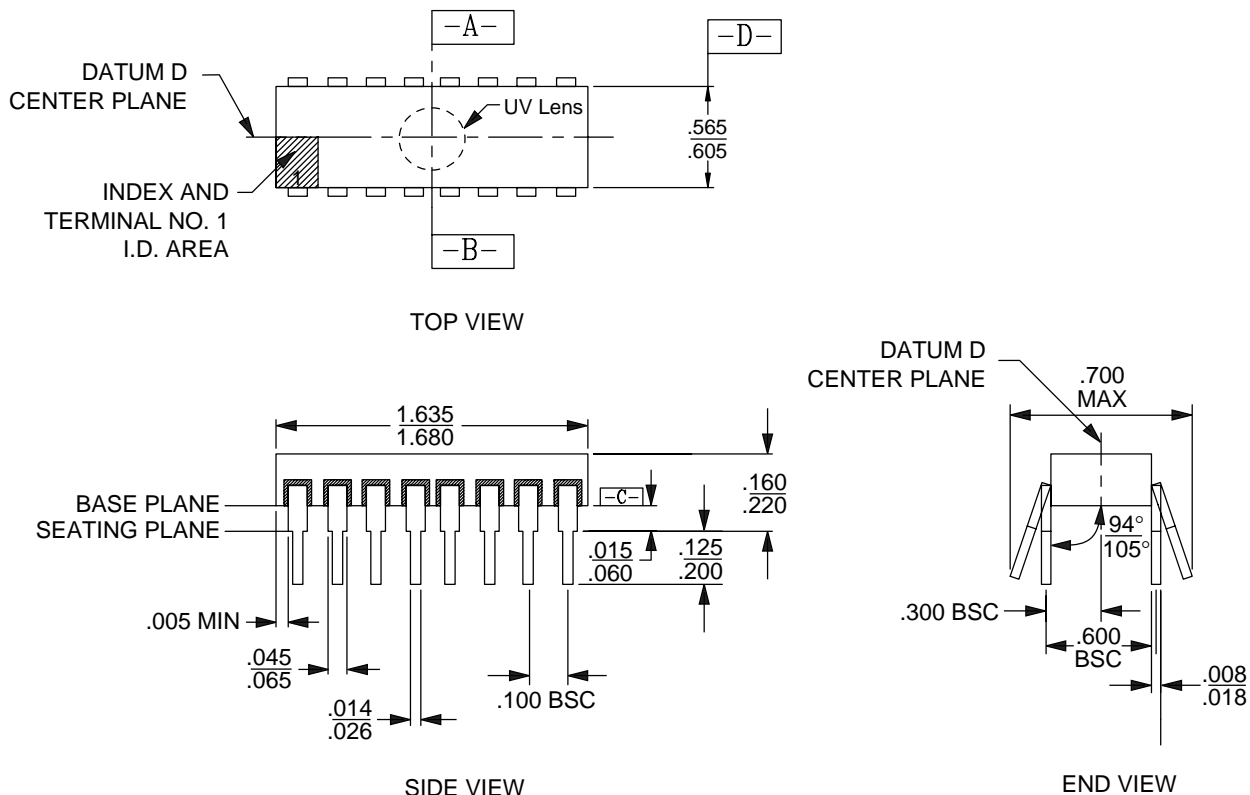 -A-
-D-
DATUM D
CENTER PLANE
UV Lens
.565
.605
1
INDEX AND
TERMINAL NO. 1
I.D. AREA
-B-
TOP VIEW
DATUM D
CENTER PLANE
.700
MAX
1.635
1.680
BASE PLANE
SEATING PLANE
-C-
.160
.220
.015
.060
.125
.200
94°
105°
.005 MIN
.300 BSC
.045
.065
.600
BSC
.100 BSC
.014
.026
.008
.018
SIDE VIEW
END VIEW